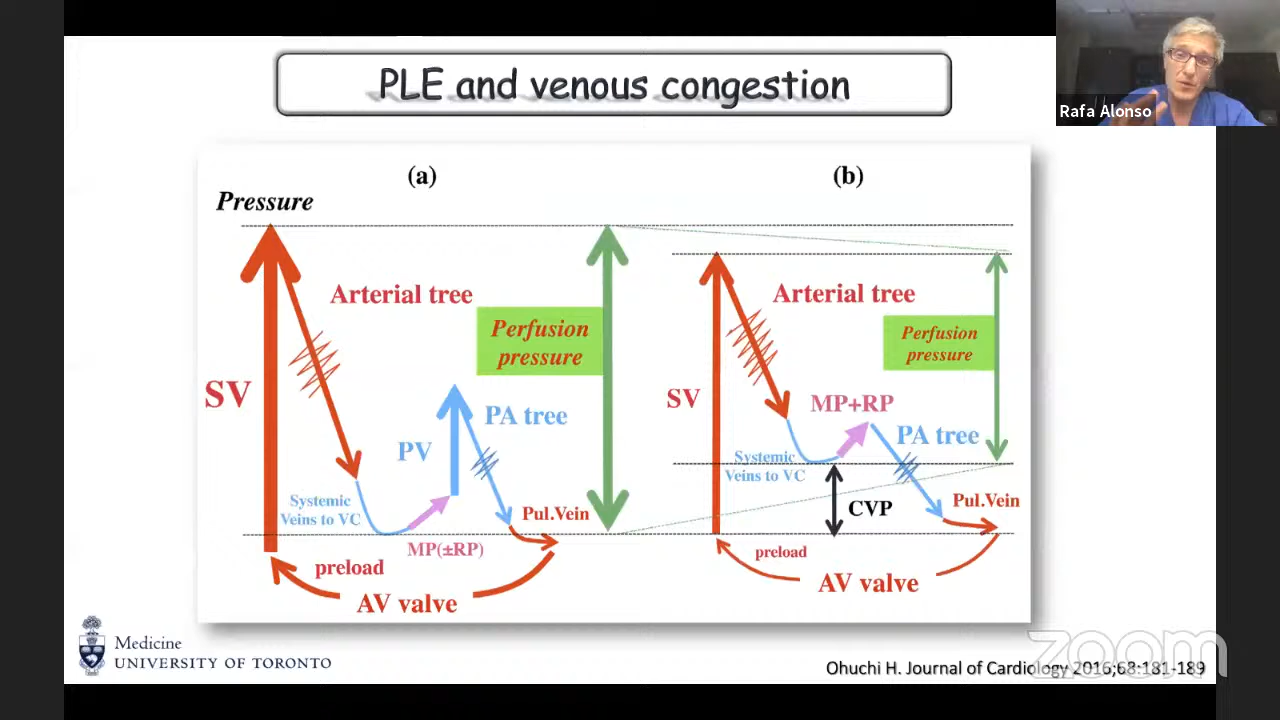 PLE and venous congestion
Rafa Alonso
(a)
(b)
Pressure
Arterial tree
Arterial tree
Perfusion
pressure
Perfusion
pressure
SV
SV
MP+RP
PV
PA tree
PA tree
Systemic
Veins to VC
Systemic
Veins to VC
Pul.Vein
Pul.Vein
CVP
MP(±RP)
preload
preload
AV valve
AV valve
Medicine
UNIVERSITY OF TORONTO
Ohuchi H. Journal of Cardiology 2016;68:181-189
zoom